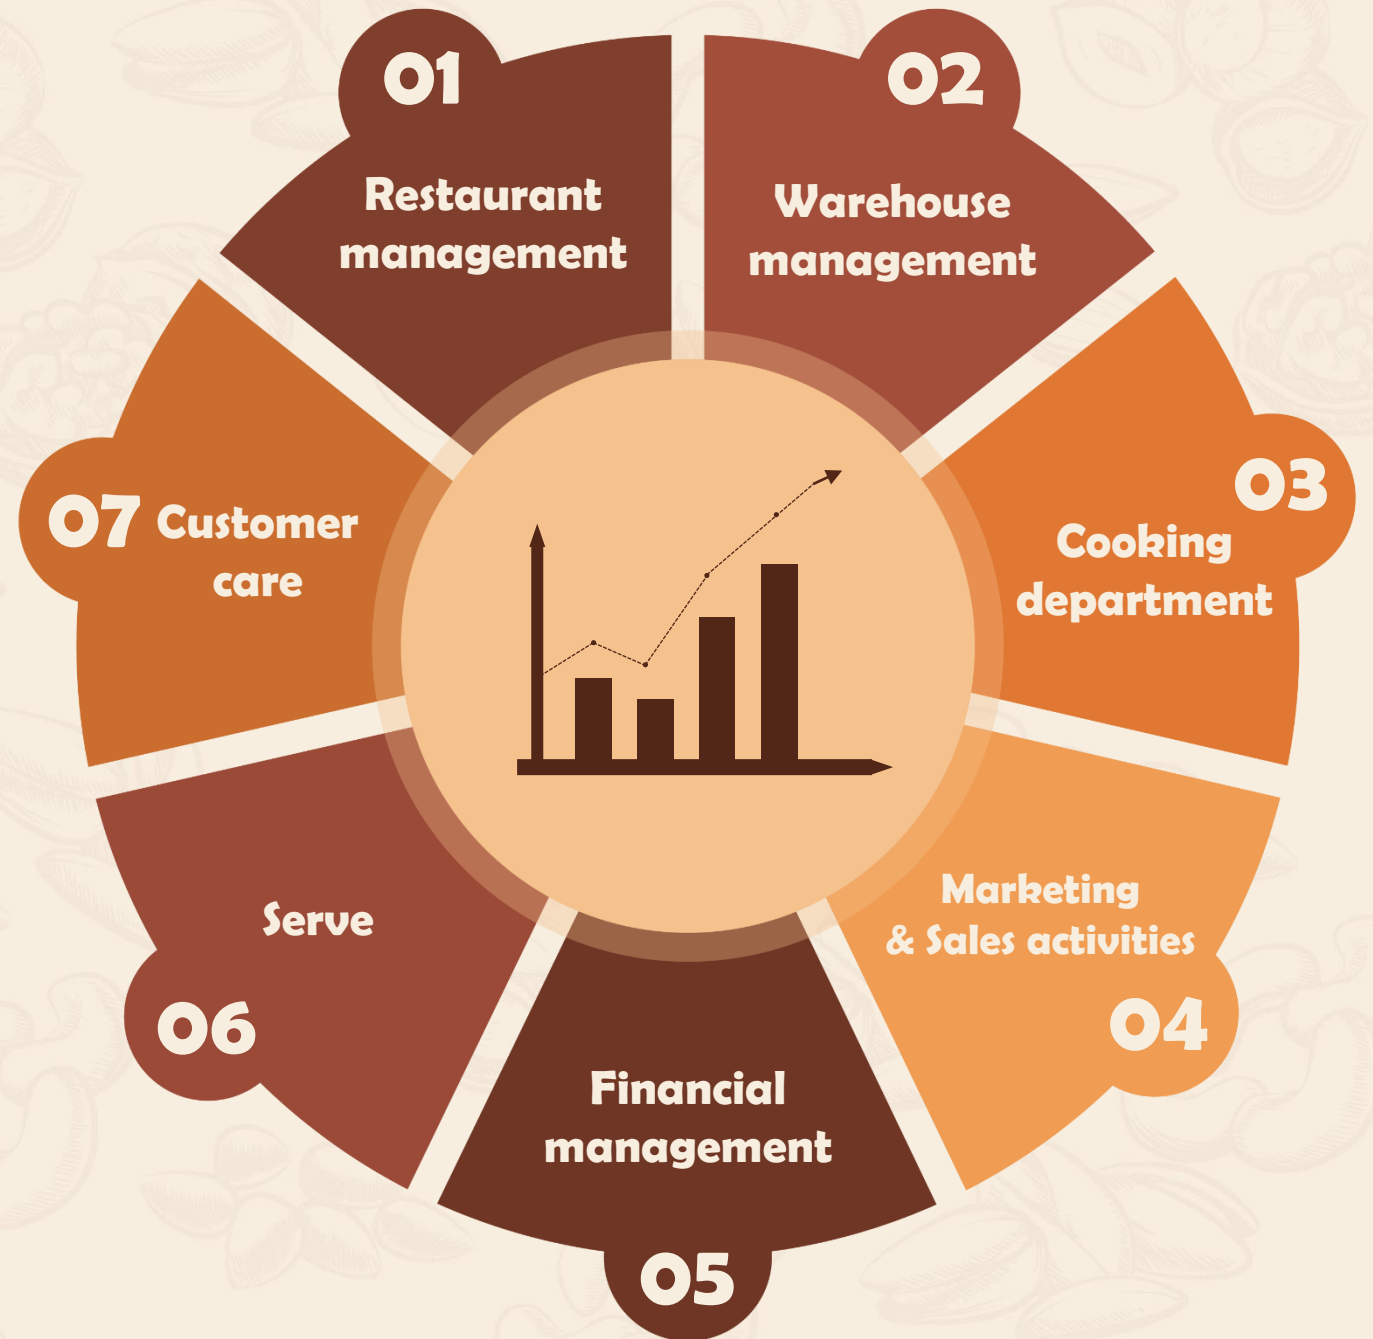 01
Restaurant
management
02
Warehouse
management
03
Cooking
department
Marketing
& Sales activities
04
Financial
management
05
Serve
06
07 Customer
care